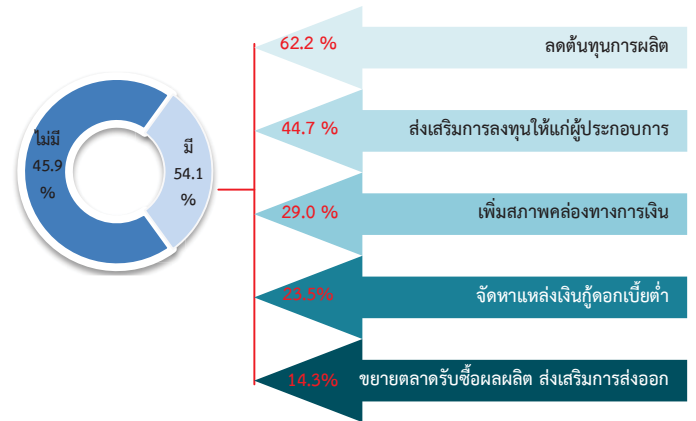 ไม่มี
45.9
%
มี
54.1
%
62.2 %
ลดต้นทุนการผลิต
44.7 %
ส่งเสริมการลงทุนให้แก่ผู้ประกอบการ
29.0 %
เพิ่มสภาพคล่องทางการเงิน
23.5%
จัดหาแหล่งเงินกู้ดอกเบี้ยต่ำ
14.3%
ขยายตลาดรับซื้อผลผลิต ส่งเสริมการส่งออก